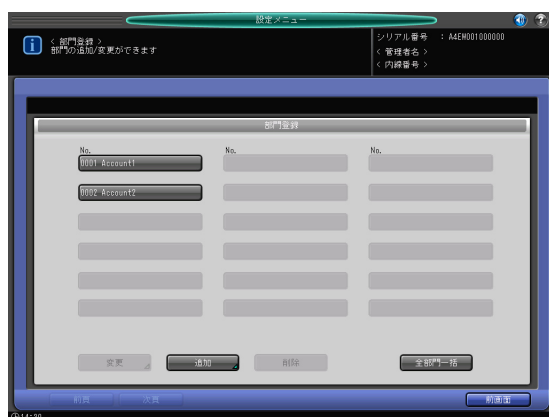 設定メニュー
< 部門登録 >
部門の追加/変更ができます
シリアル番号 : A4EH001000000
< 管理者名 >
< 内線番号 >
部門登録
No. No. No.
0001 Account1
0002 Account2
変更 追加 削除 全部門一括
前頁 次頁 前画面
14:30